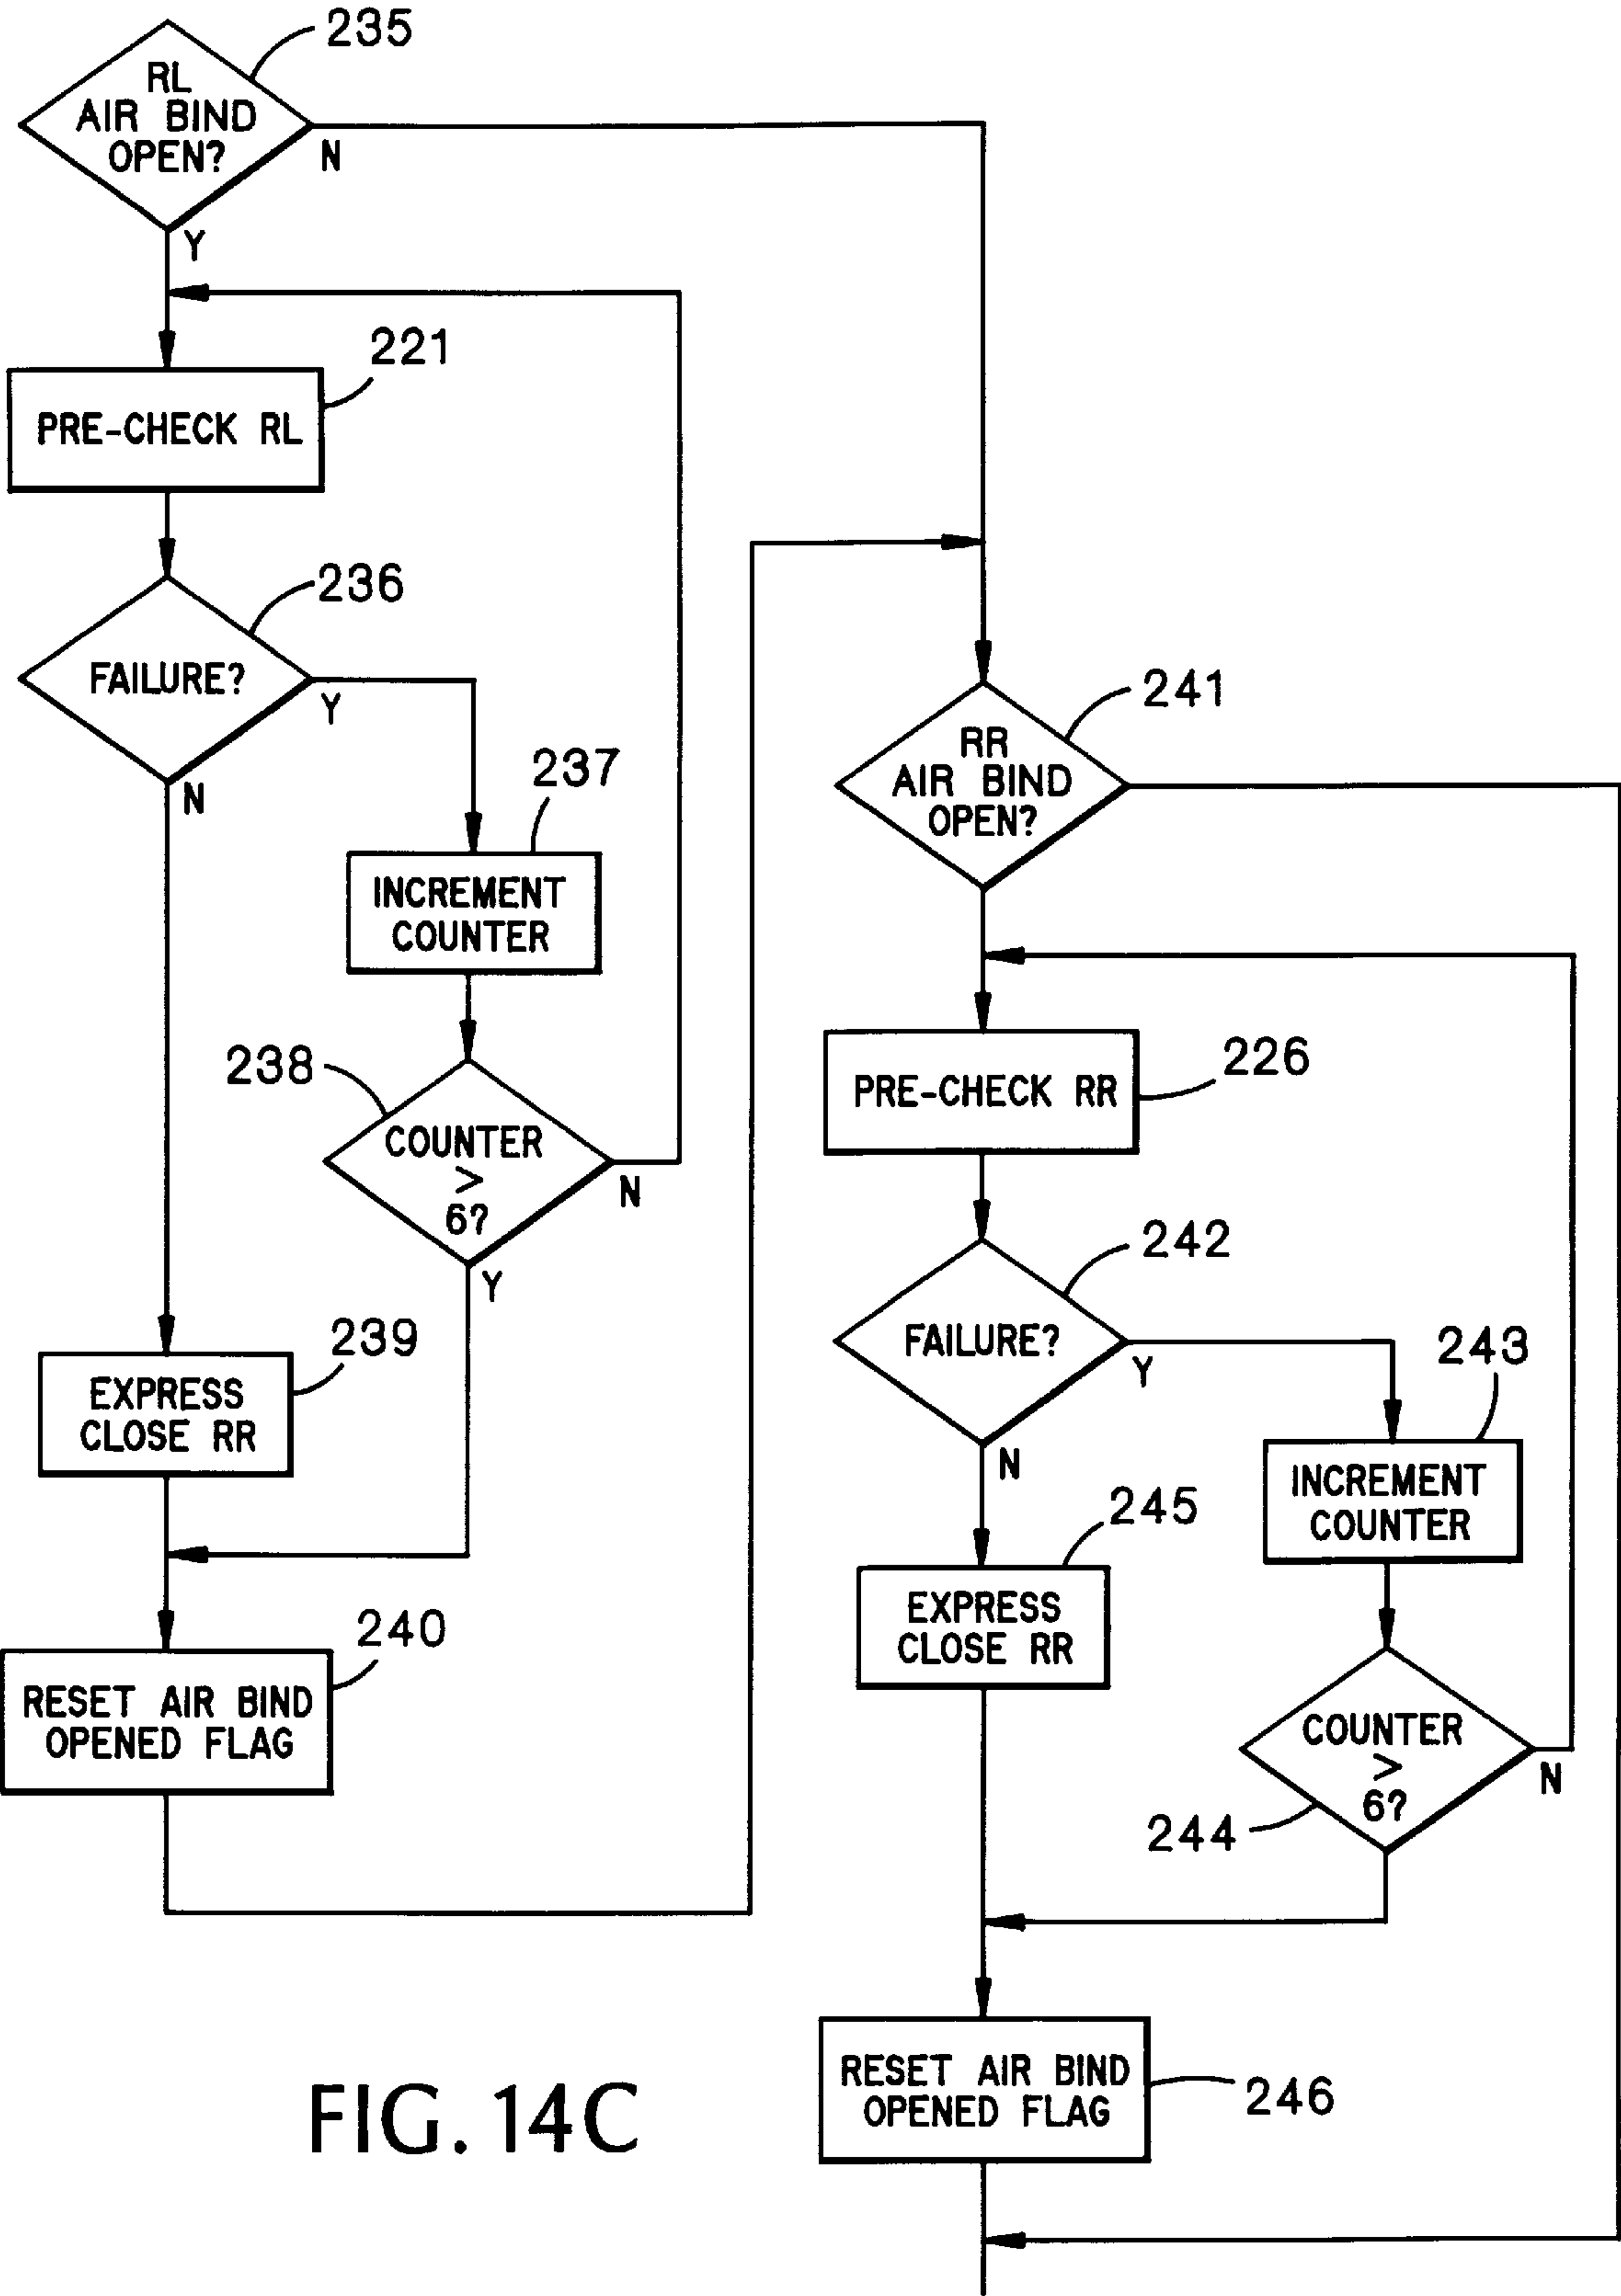 235
RL
AIR BIND
OPEN?
N
Y
221
PRE-CHECK RL
236
FAILURE?
Y
N
237
INCREMENT
COUNTER
238
COUNTER
>
6?
N
Y
239
EXPRESS
CLOSE RR
240
RESET AIR BIND
OPENED FLAG
241
RR
AIR BIND
OPEN?
226
PRE-CHECK RR
242
FAILURE?
Y
N
243
INCREMENT
COUNTER
245
EXPRESS
CLOSE RR
COUNTER
>
6?
N
244
RESET AIR BIND
OPENED FLAG
246
FIG. 14C